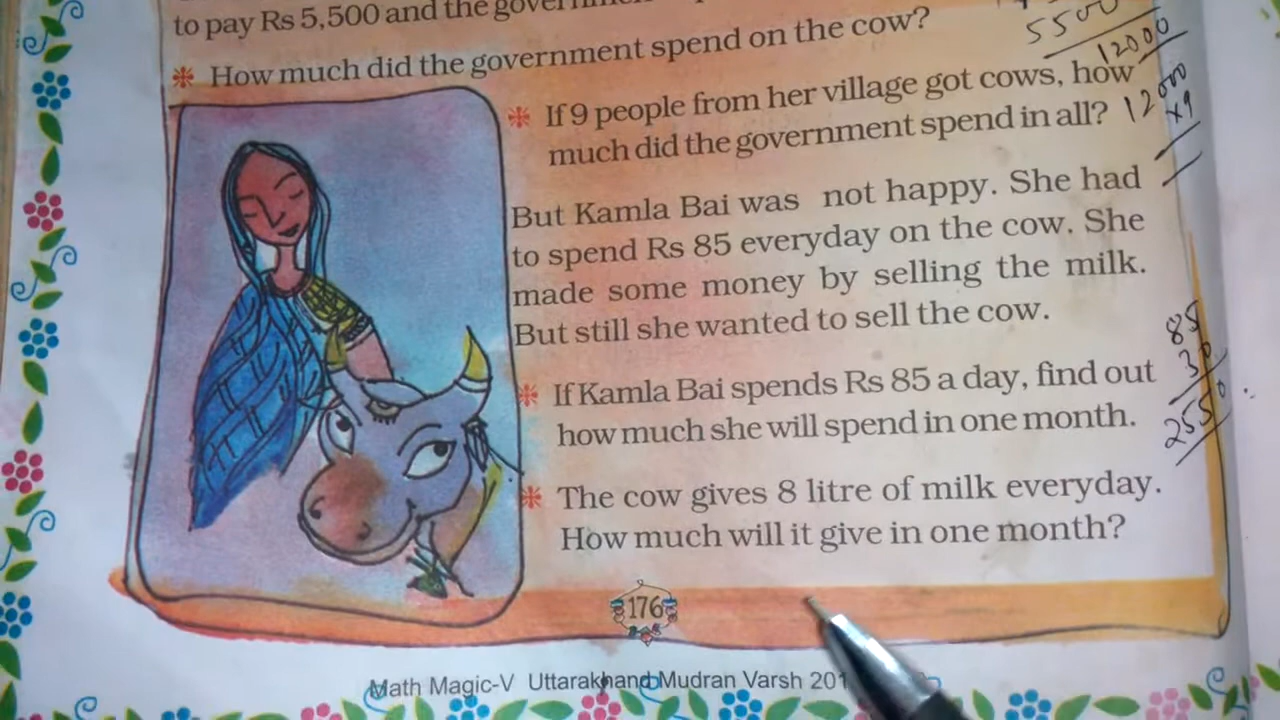 to pay Rs 5,500 and the
5500
How much did the government spend on the cow?
12000
If 9 people from her village got cows, how
much did the government spend in all?
12000
x9
But Kamla Bai was not happy. She had
to spend Rs 85 everyday on the cow. She
made some money by selling the milk.
But still she wanted to sell the cow.
85
30
2550
If Kamla Bai spends Rs 85 a day, find out
how much she will spend in one month.
The cow gives 8 litre of milk everyday.
How much will it give in one month?
176
Math Magic-V Uttarakhand Mudran Varsh